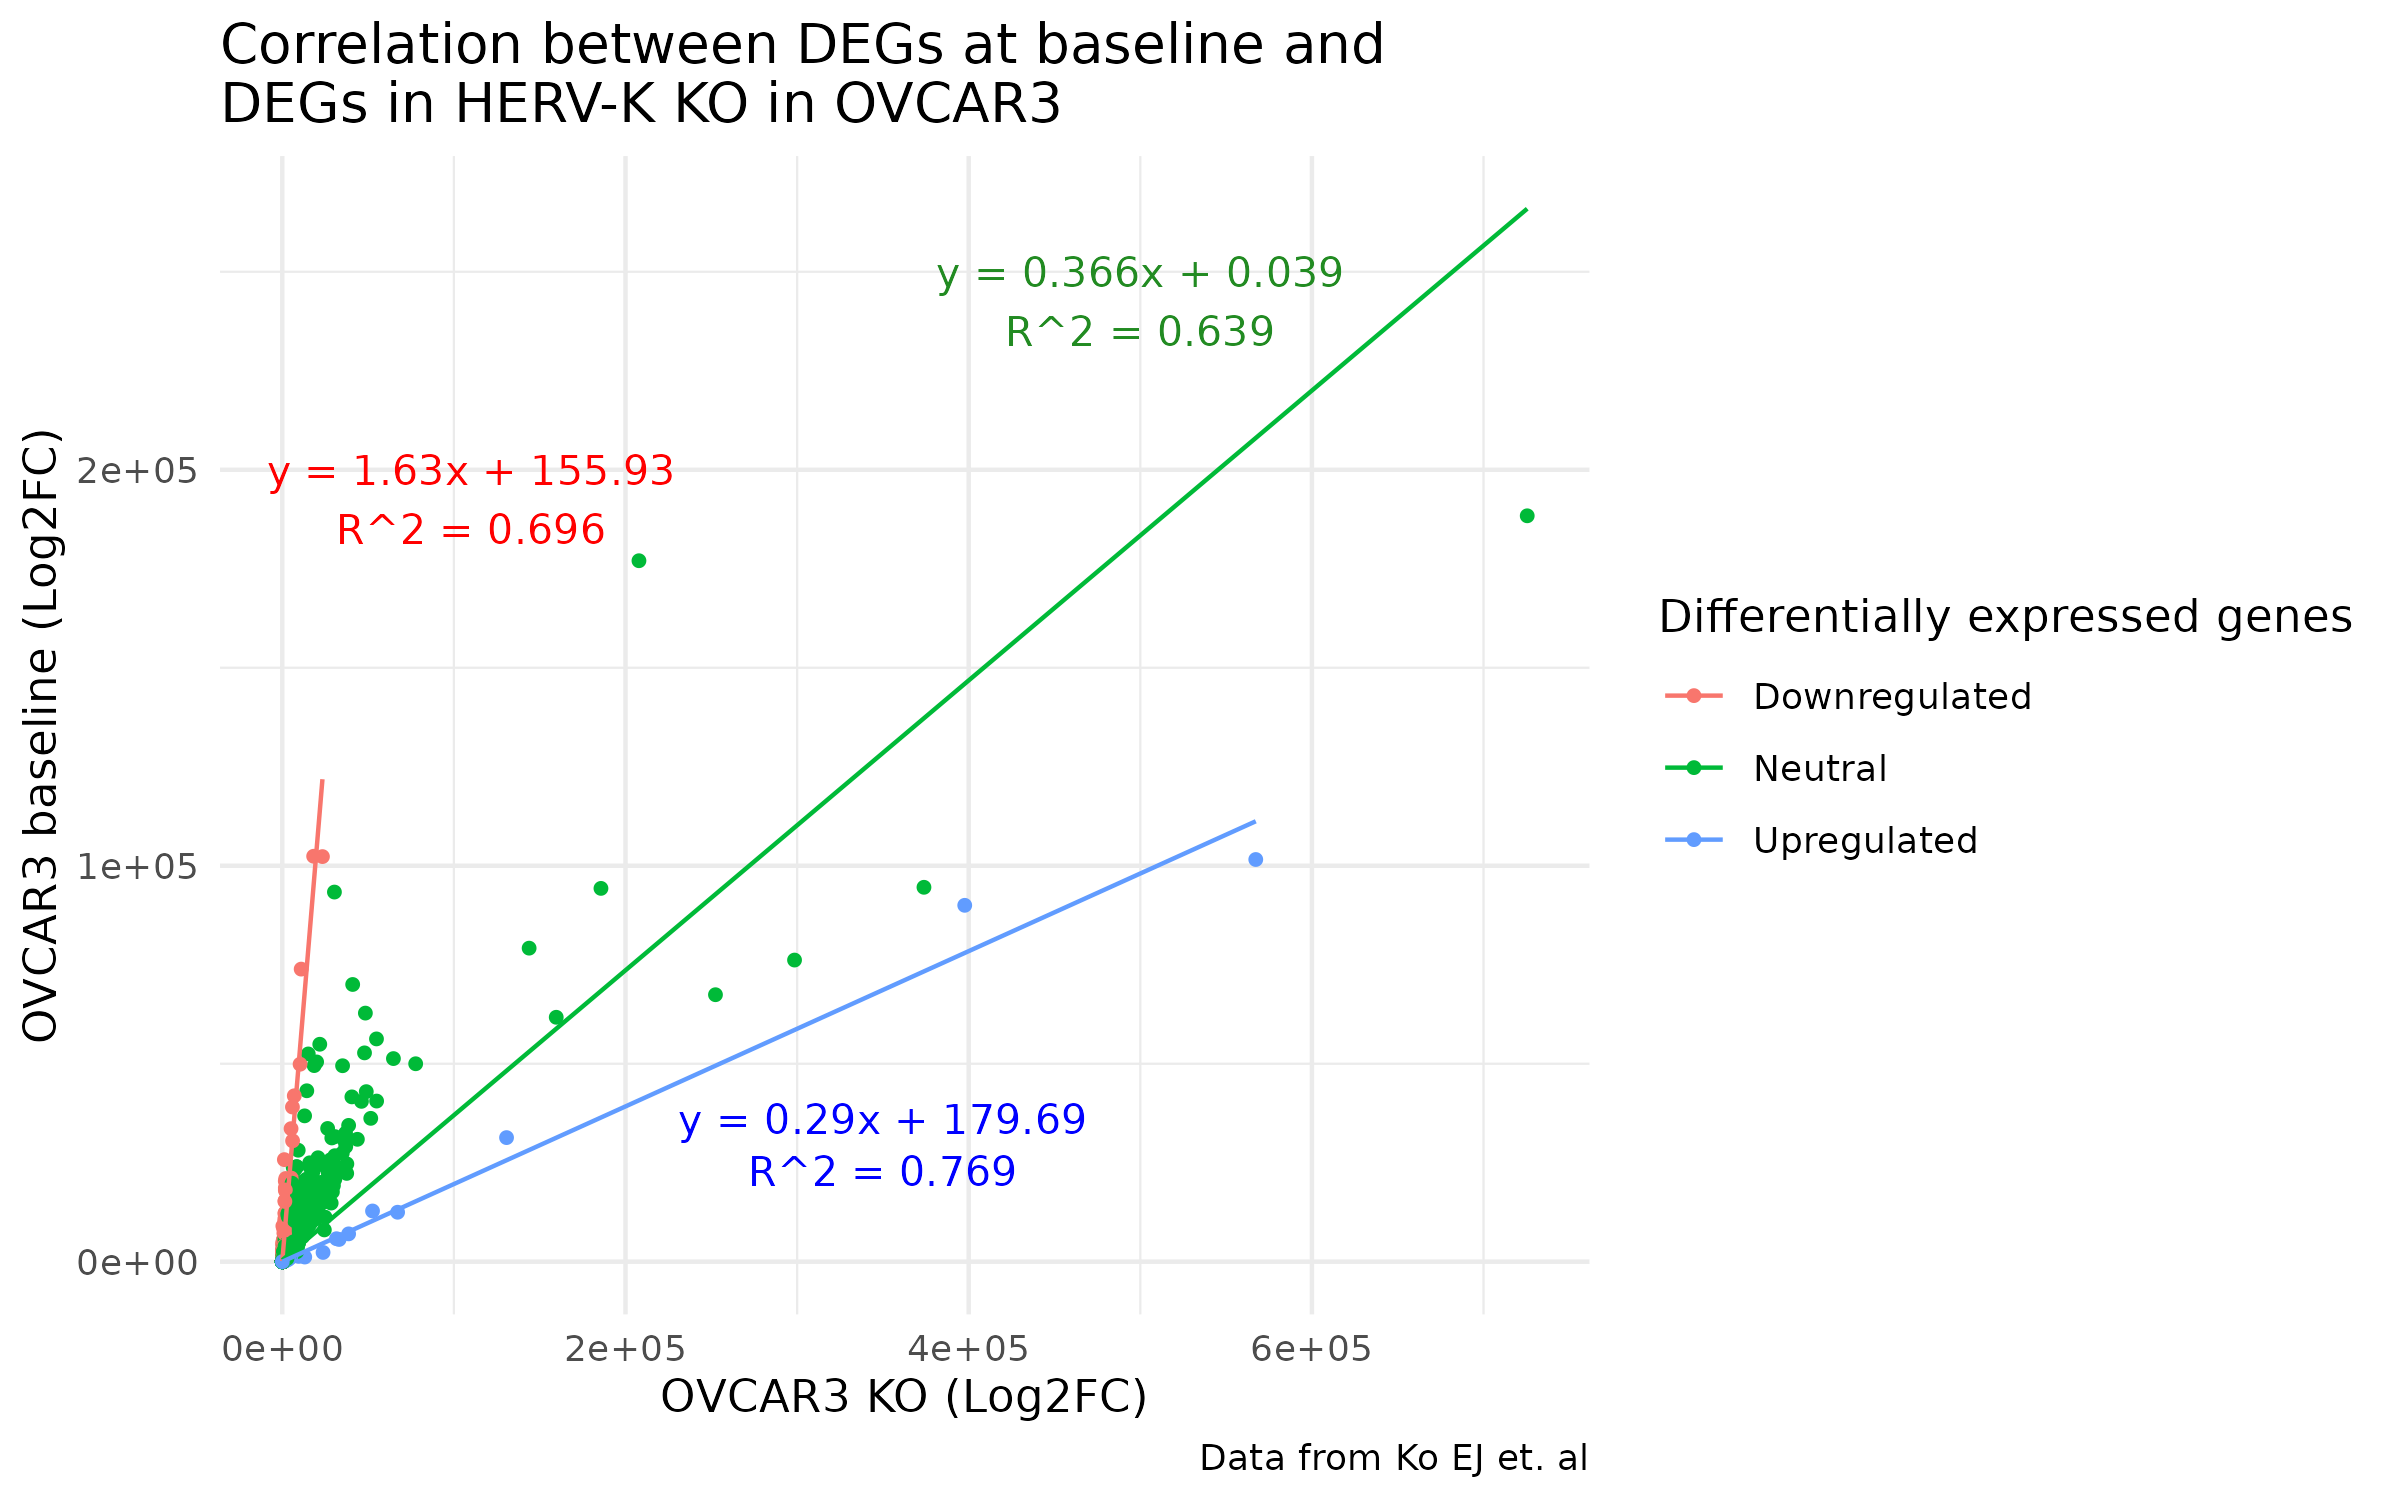 Correlation between DEGs at baseline and
DEGs in HERV-K KO in OVCAR3
y = 0.366x + 0.039
R^2 = 0.639
y = 1.63x + 155.93
R^2 = 0.696
y = 0.29x + 179.69
R^2 = 0.769
OVCAR3 baseline (Log2FC)
2e+05
1e+05
0e+00
0e+00 2e+05 4e+05 6e+05
OVCAR3 KO (Log2FC)
Differentially expressed genes
Downregulated
Neutral
Upregulated
Data from Ko EJ et. al